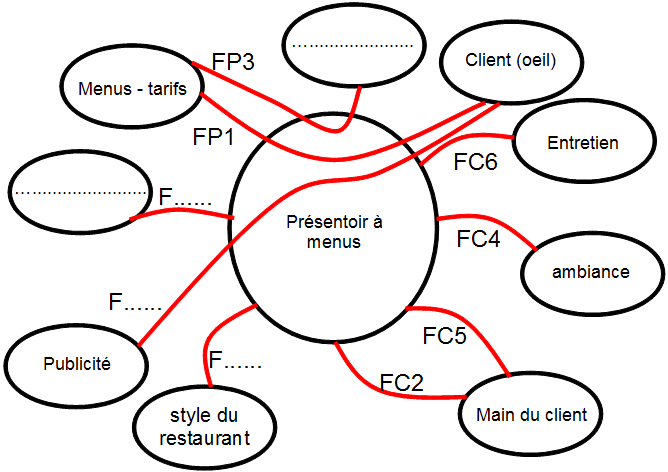 ....………………………
FP3
Client (oeil)
Menus - tarifs
FP1
Entretien
FC6
....………………………
F......
Présentoir à
menus
FC4
ambiance
F......
FC5
Publicité
F......
FC2
style du
restaurant
Main du client